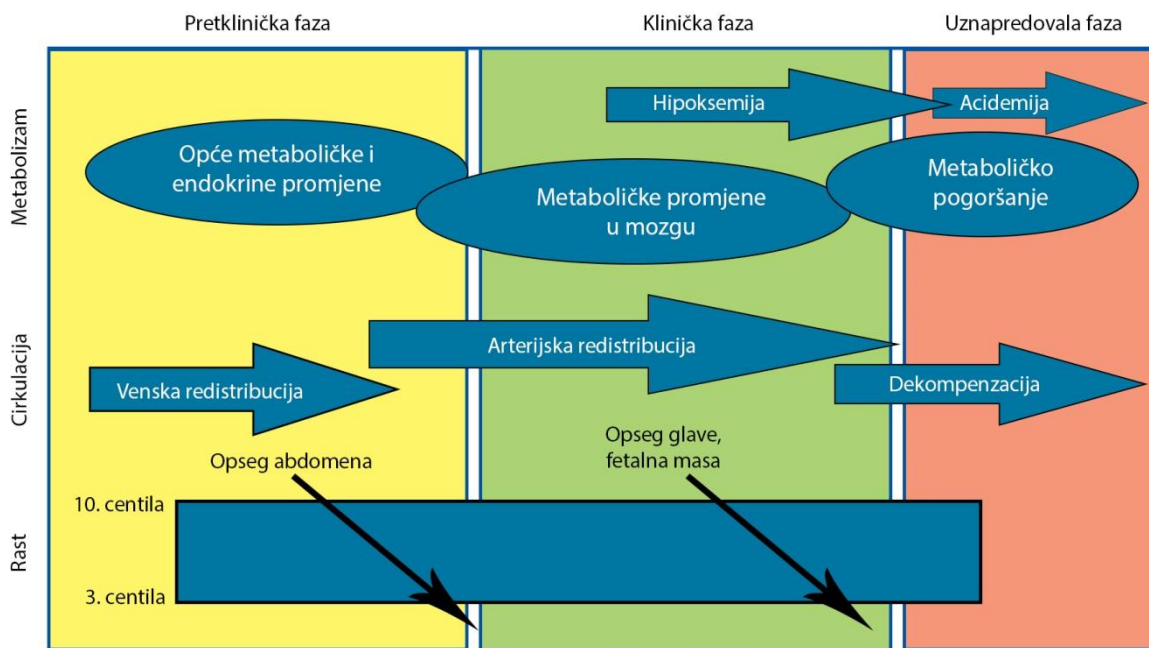 Pretklinička faza
Klinička faza
Uznapredovala faza
Metabolizam
Hipoksemija
Acidemija
Opće metaboličke i
endokrine promjene
Metaboličke promjene
u mozgu
Metaboličko
pogoršanje
Cirkulacija
Venska redistribucija
Arterijska redistribucija
Dekompenzacija
Opseg abdomena
Opseg glave,
fetalna masa
Rast
10. centila
3. centila